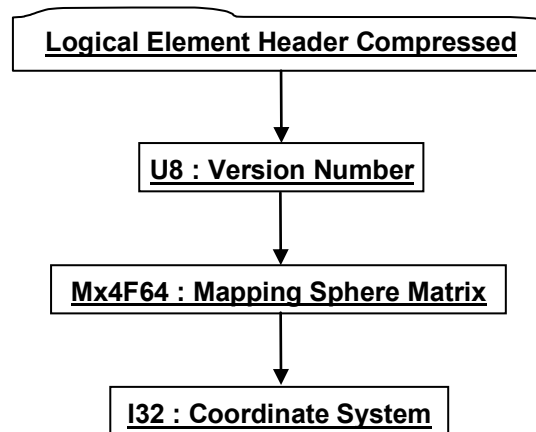 Logical Element Header Compressed
U8 : Version Number
Mx4F64 : Mapping Sphere Matrix
I32 : Coordinate System